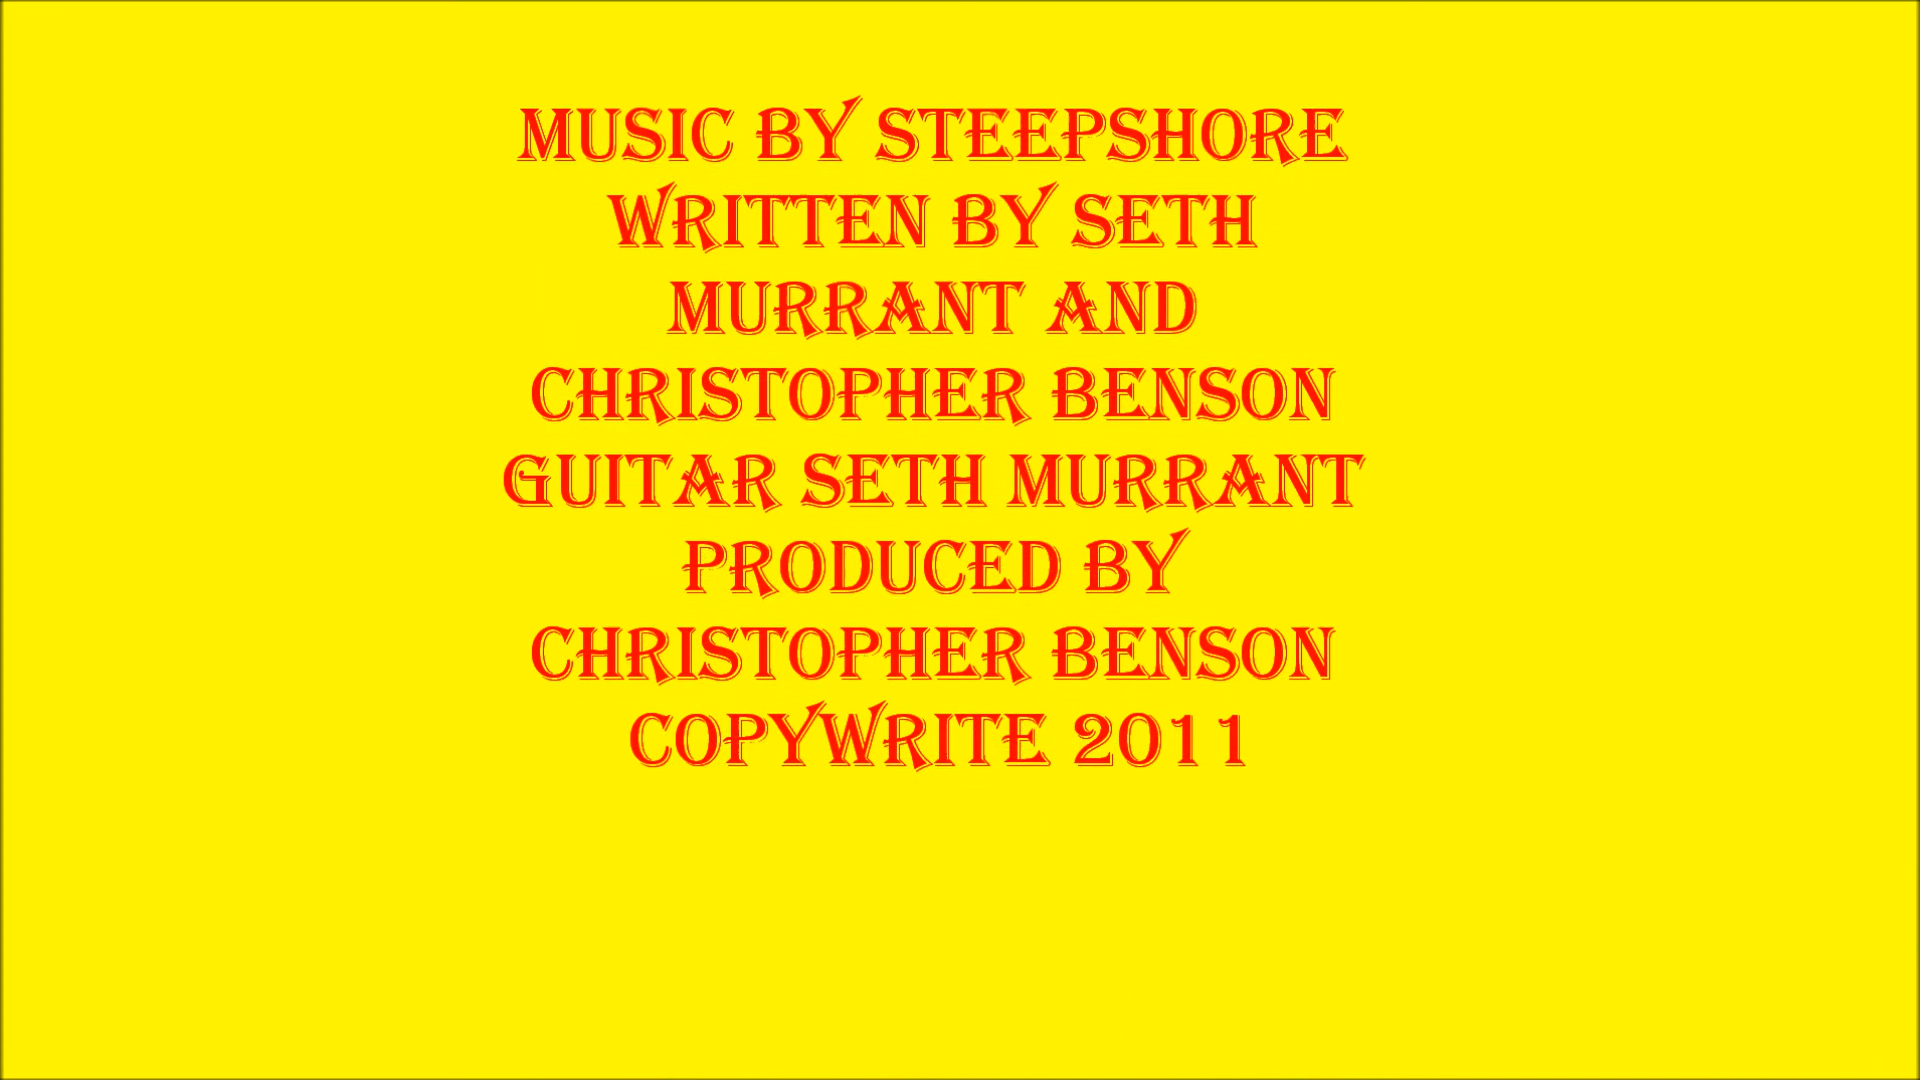 MUSIC BY STEEPSHORE
WRITTEN BY SETH
MURRANT AND
CHRISTOPHER BENSON
GUITAR SETH MURRANT
PRODUCED BY
CHRISTOPHER BENSON
COPYWRITE 2011